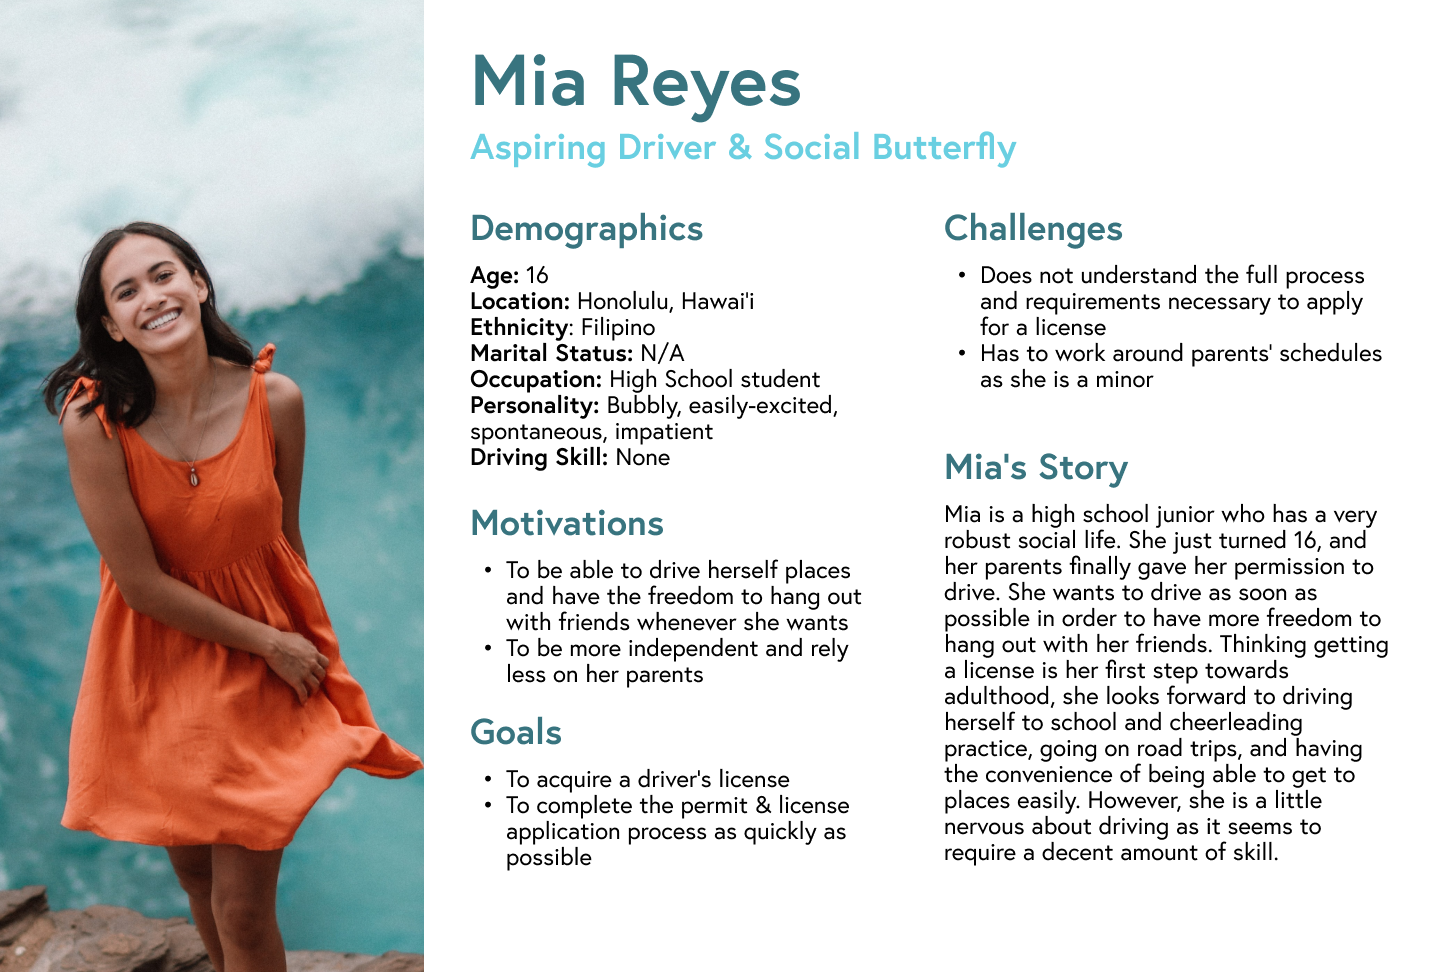 Mia Reyes
Aspiring Driver & Social Butterfly
Demographics
Age: 16
Location: Honolulu, Hawai'i
Ethnicity: Filipino
Marital Status: N/A
Occupation: High School student
Personality: Bubbly, easily-excited,
spontaneous, impatient
Driving Skill: None
Motivations
• To be able to drive herself places
and have the freedom to hang out
with friends whenever she wants
• To be more independent and rely
less on her parents
Goals
• To acquire a driver's license
• To complete the permit & license
application process as quickly as
possible
Challenges
• Does not understand the full process
and requirements necessary to apply
for a license
• Has to work around parents' schedules
as she is a minor
Mia's Story
Mia is a high school junior who has a very
robust social life. She just turned 16, and
her parents finally gave her permission to
drive. She wants to drive as soon as
possible in order to have more freedom to
hang out with her friends. Thinking getting
a license is her first step towards
adulthood, she looks forward to driving
herself to school and cheerleading
practice, going on road trips, and having
the convenience of being able to get to
places easily. However, she is a little
nervous about driving as it seems to
require a decent amount of skill.